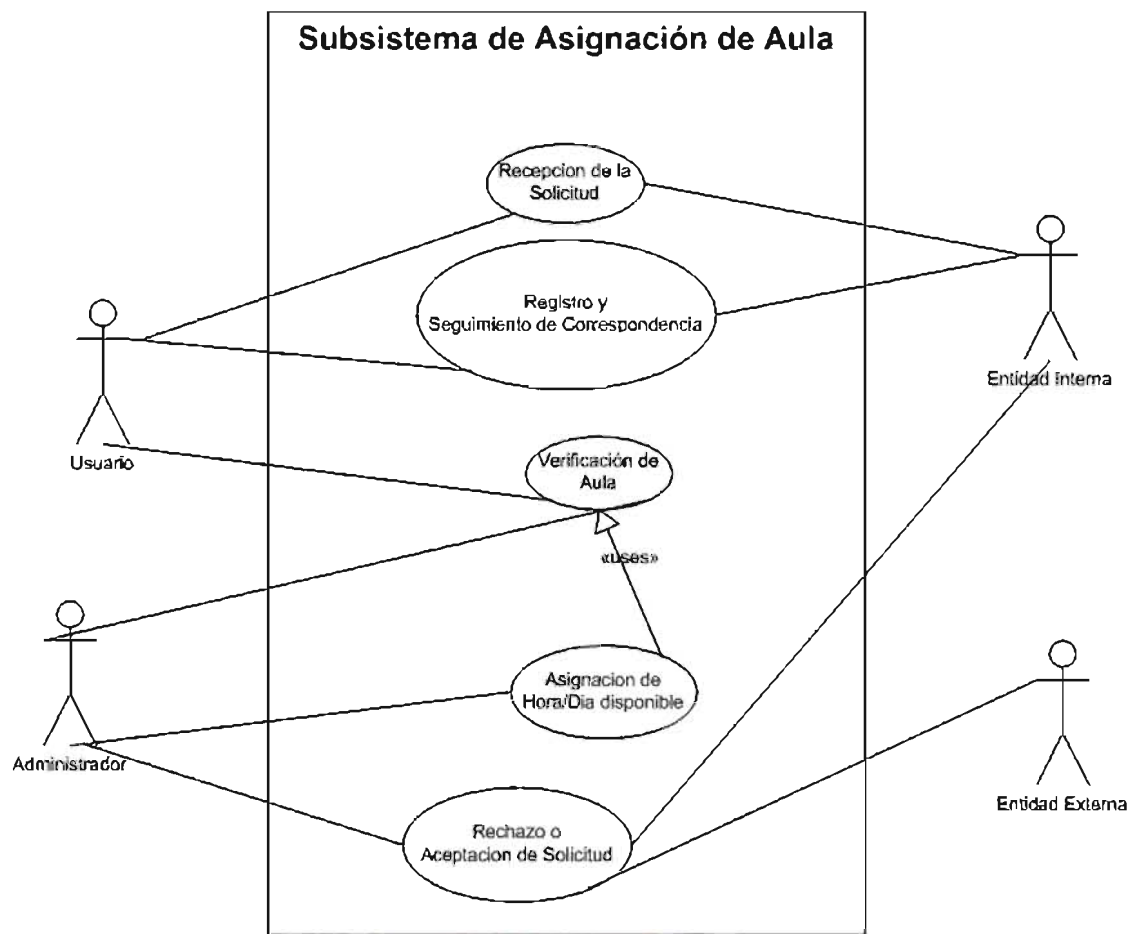 Subsistema de Asignación de Aula
Recepcion de la
Solicitud
Registro y
Seguimiento de Correspondencia
Entidad Interna
Usuario
Verificación de
Aula
«uses»
Asignacion de
Hora/Dia disponible
Administrador
Entidad Externa
Rechazo o
Aceptacion de Solicitud